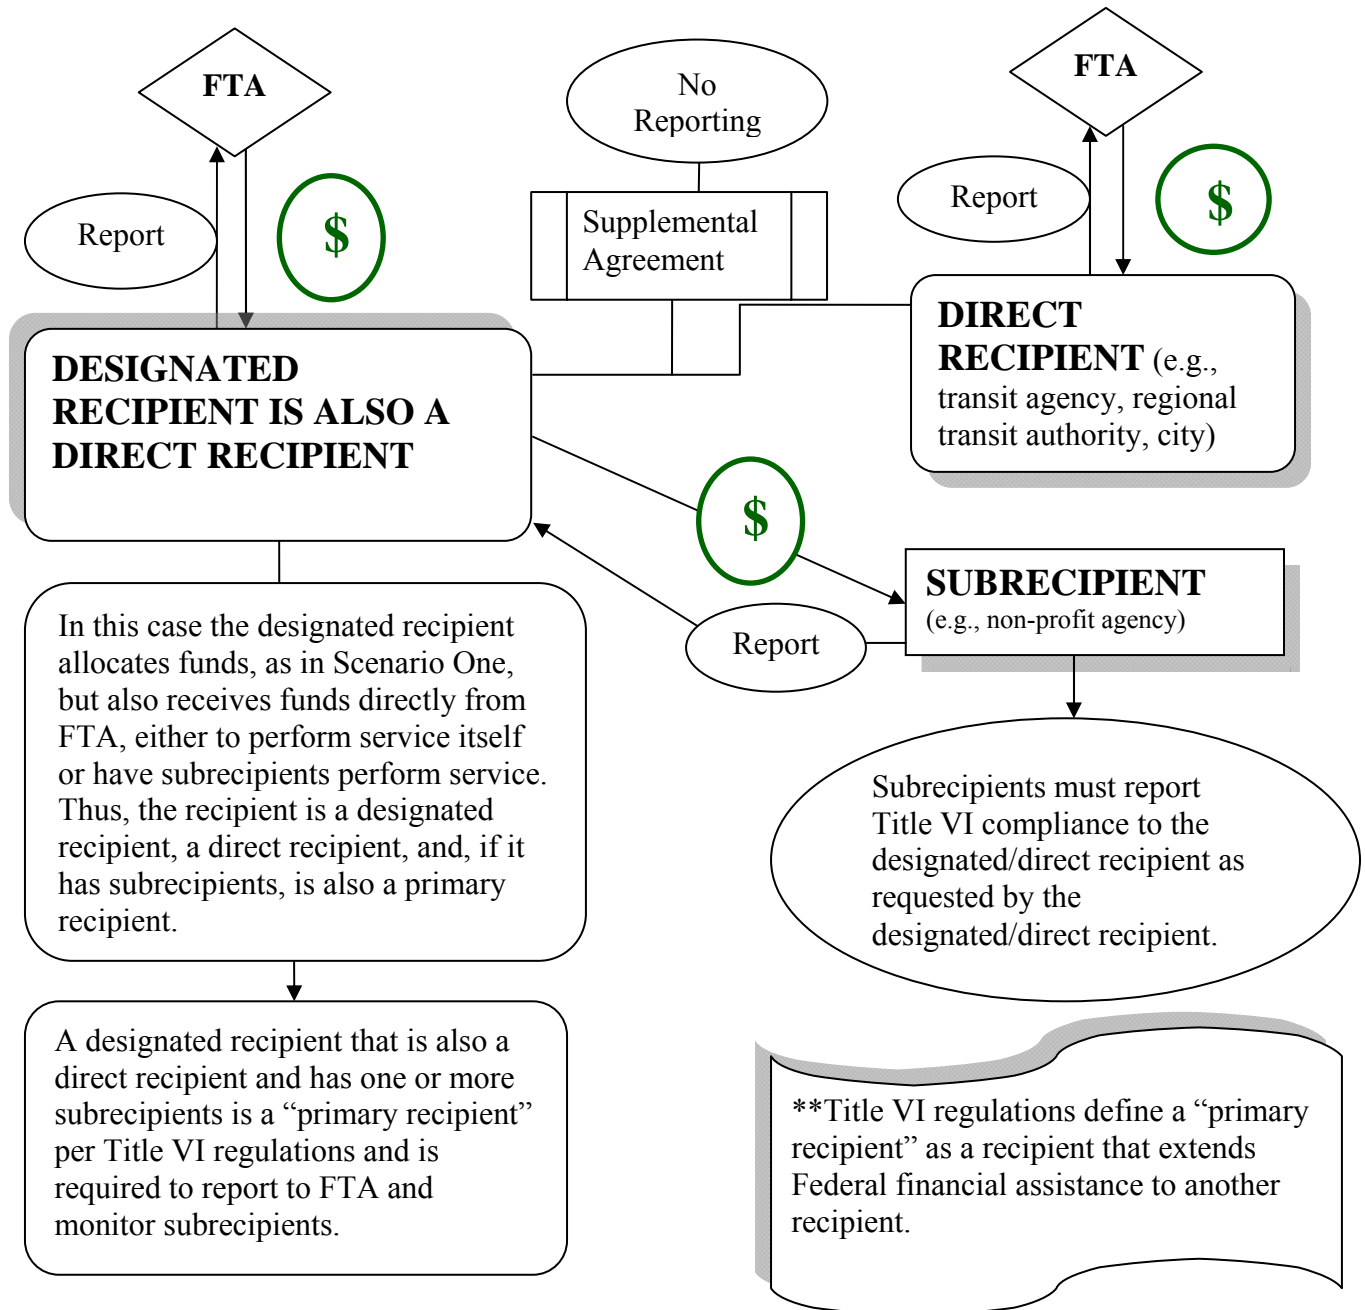 FTA
No
Reporting
FTA
Report
$
Supplemental
Agreement
Report
$
DESIGNATED
RECIPIENT IS ALSO A
DIRECT RECIPIENT
DIRECT
RECIPIENT (e.g.,
transit agency, regional
transit authority, city)
$
SUBRECIPIENT
(e.g., non-profit agency)
Report
In this case the designated recipient
allocates funds, as in Scenario One,
but also receives funds directly from
FTA, either to perform service itself
or have subrecipients perform service.
Thus, the recipient is a designated
recipient, a direct recipient, and, if it
has subrecipients, is also a primary
recipient.
Subrecipients must report
Title VI compliance to the
designated/direct recipient as
requested by the
designated/direct recipient.
A designated recipient that is also a
direct recipient and has one or more
subrecipients is a “primary recipient”
per Title VI regulations and is
required to report to FTA and
monitor subrecipients.
**Title VI regulations define a “primary
recipient” as a recipient that extends
Federal financial assistance to another
recipient.